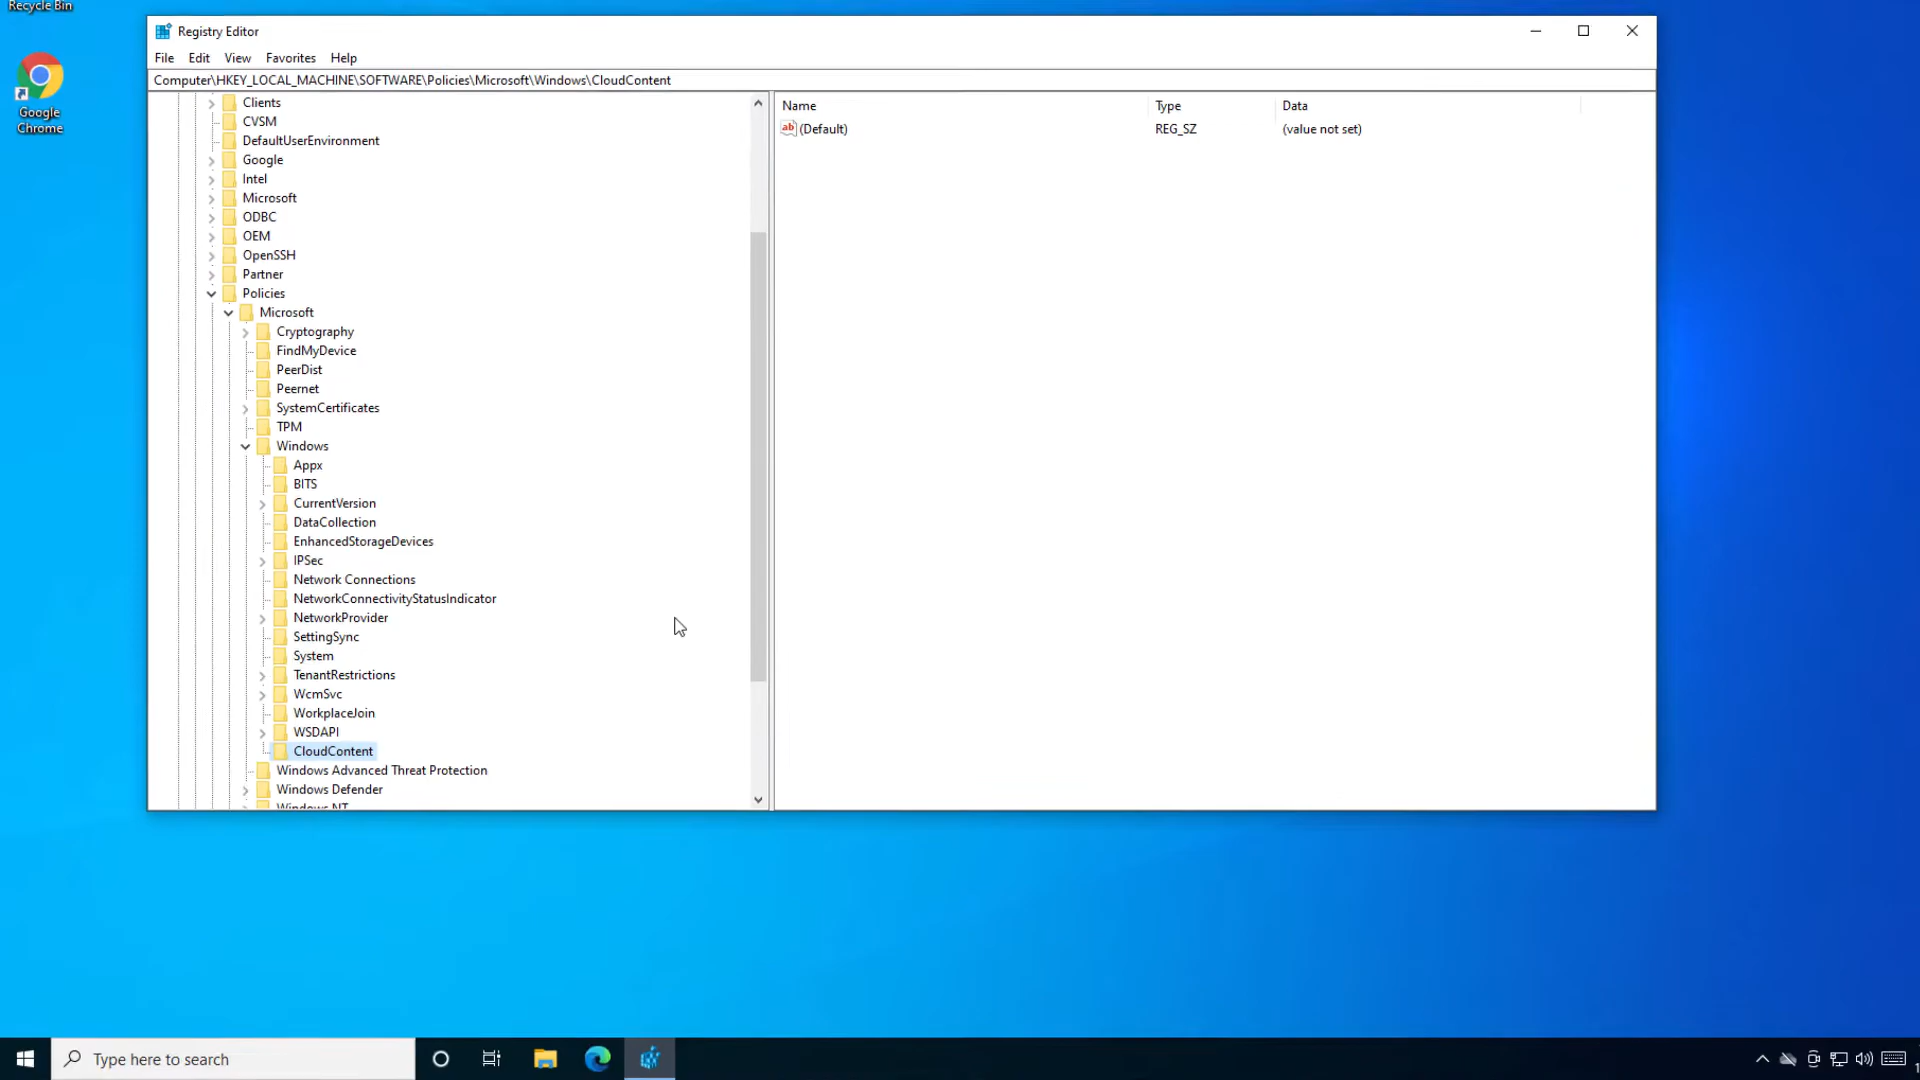 Recycle Bin
Google
Chrome
Registry Editor
File Edit View Favorites Help
Computer\HKEY_LOCAL_MACHINE\SOFTWARE\Policies\Microsoft\Windows\CloudContent
Clients
CVSM
DefaultUserEnvironment
Google
Intel
Microsoft
ODBC
OEM
OpenSSH
Partner
Policies
Microsoft
Cryptography
FindMyDevice
PeerDist
Peernet
SystemCertificates
TPM
Windows
Appx
BITS
CurrentVersion
DataCollection
EnhancedStorageDevices
IPSec
Network Connections
NetworkConnectivityStatusIndicator
NetworkProvider
SettingSync
System
TenantRestrictions
WcmSvc
WorkplaceJoin
WSDAPI
CloudContent
Windows Advanced Threat Protection
Windows Defender
Windows NT
Name Type Data
ab (Default) REG_SZ (value not set)
Type here to search